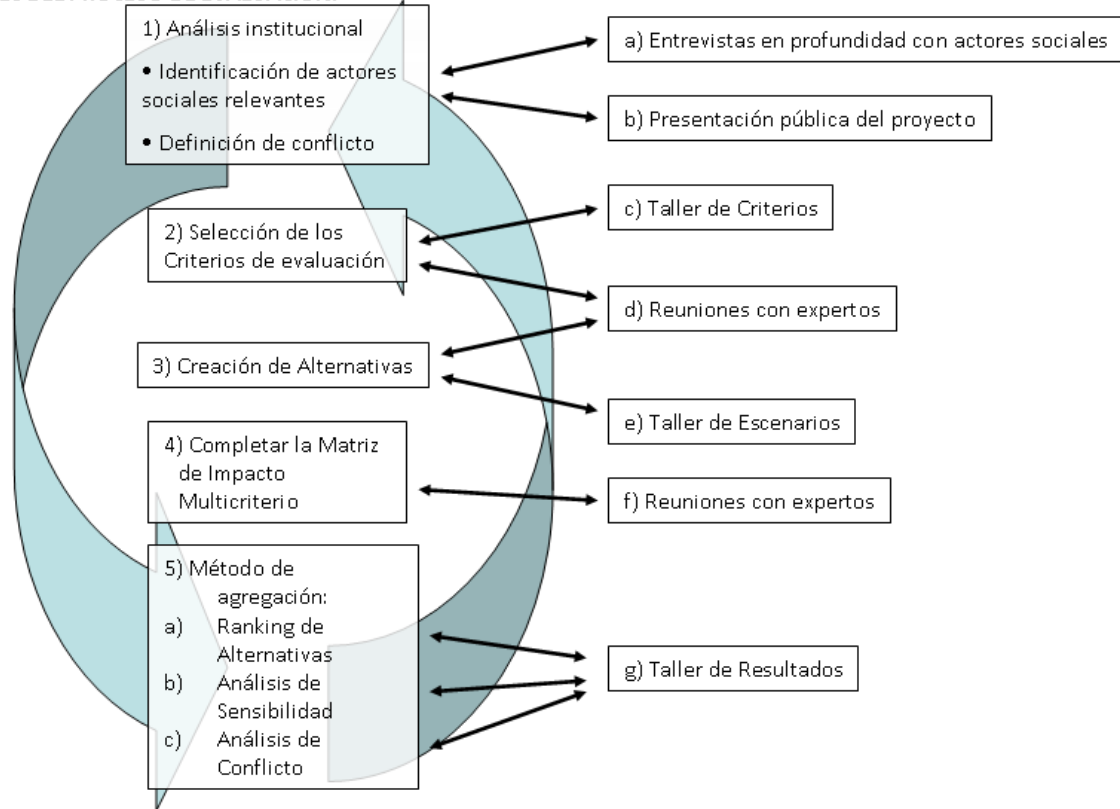 1) Análisis institucional
• Identificación de actores
sociales relevantes
• Definición de conflicto
a) Entrevistas en profundidad con actores sociales
b) Presentación pública del proyecto
2) Selección de los
Criterios de evaluación
c) Taller de Criterios
d) Reuniones con expertos
3) Creación de Alternativas
e) Taller de Escenarios
4) Completar la Matriz
de Impacto
Multicriterio
f) Reuniones con expertos
5) Método de
agregación:
a) Ranking de
Alternativas
b) Análisis de
Sensibilidad
c) Análisis de
Conflicto
g) Taller de Resultados